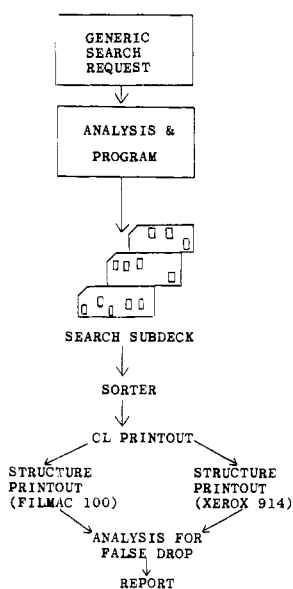 GENERIC
SEARCH
REQUEST
ANALYSIS &
PROGRAM
SEARCH SUBDECK
SORTER
CL PRINTOUT
STRUCTURE
PRINTOUT
(FILMAC 100)
STRUCTURE
PRINTOUT
(XEROX 914)
ANALYSIS FOR
FALSE DROP
REPORT